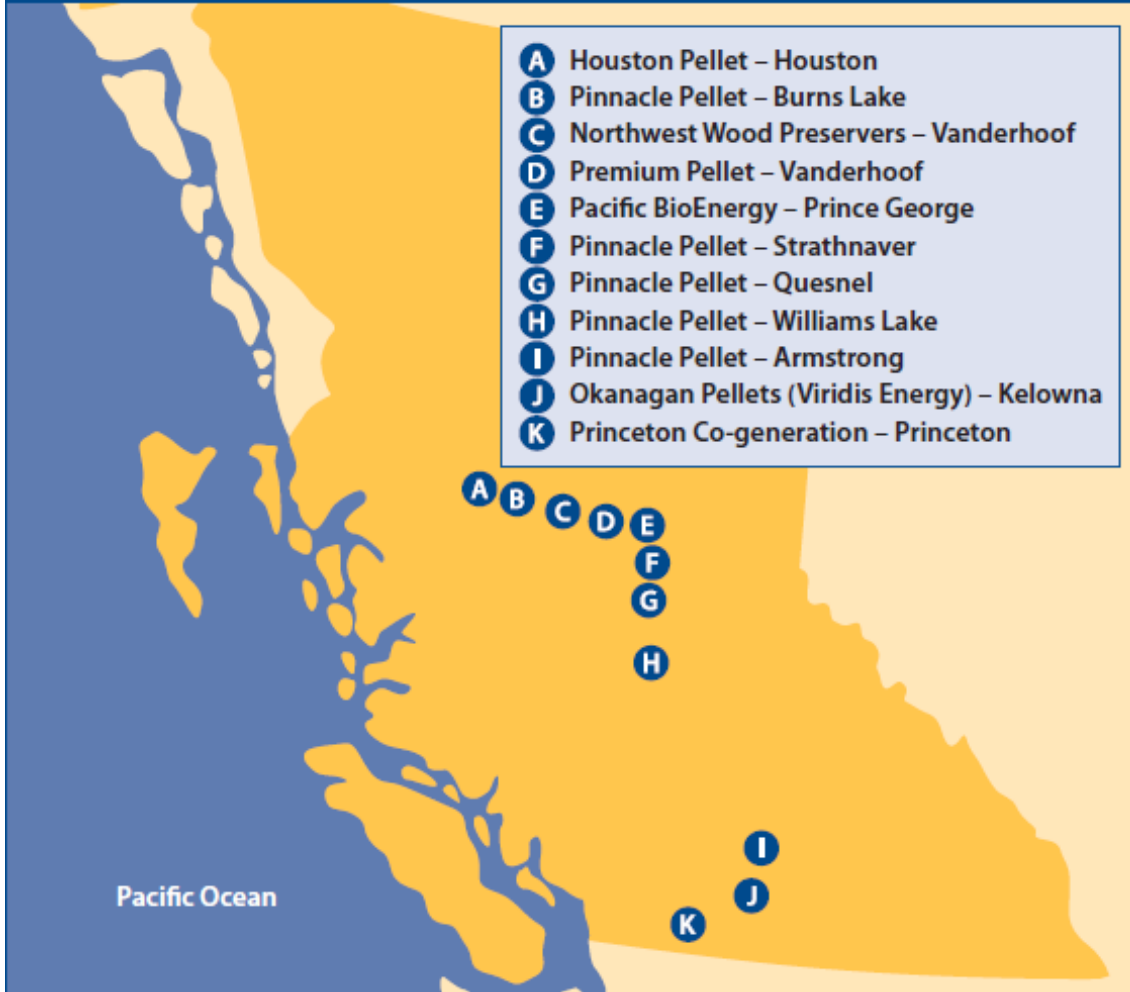 A Houston Pellet – Houston
B Pinnacle Pellet – Burns Lake
C Northwest Wood Preservers – Vanderhoof
D Premium Pellet – Vanderhoof
E Pacific BioEnergy – Prince George
F Pinnacle Pellet – Strathnaver
G Pinnacle Pellet – Quesnel
H Pinnacle Pellet – Williams Lake
I Pinnacle Pellet – Armstrong
J Okanagan Pellets (Viridis Energy) – Kelowna
K Princeton Co-generation – Princeton
A B C D E
F
G
H
I
Pacific Ocean J
K